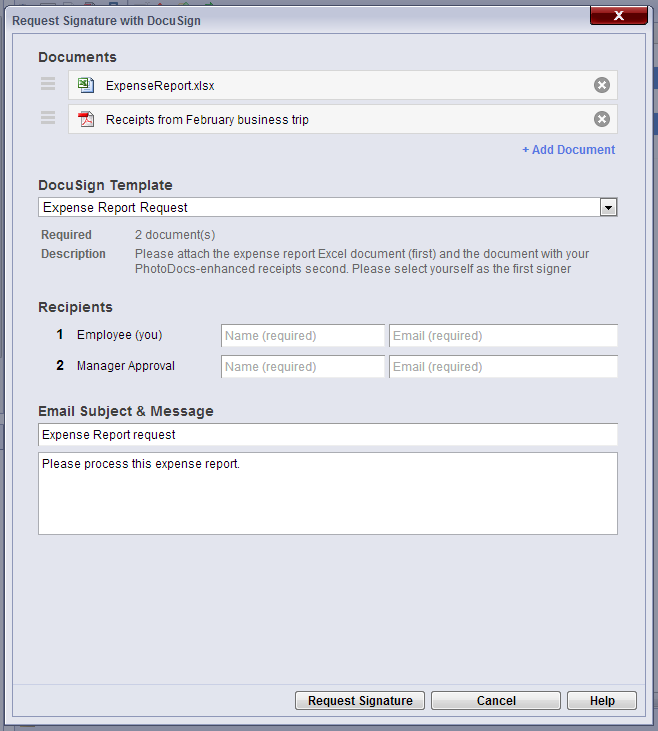 Request Signature with DocuSign
X
Documents
ExpenseReport.xlsx
Receipts from February business trip
+ Add Document
DocuSign Template
Expense Report Request
Required 2 document(s)
Description Please attach the expense report Excel document (first) and the document with your
PhotoDocs-enhanced receipts second. Please select yourself as the first signer
Recipients
1 Employee (you) Name (required) Email (required)
2 Manager Approval Name (required) Email (required)
Email Subject & Message
Expense Report request
Please process this expense report.
Request Signature Cancel Help